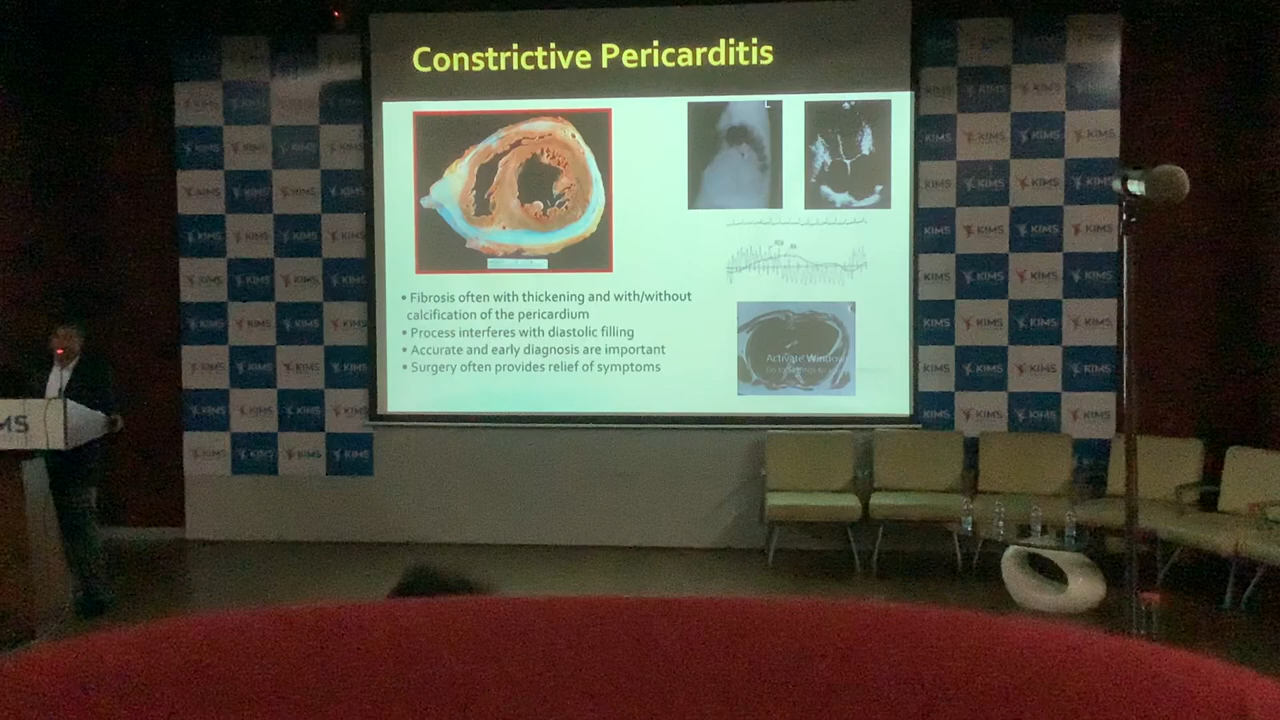 Constrictive Pericarditis
L
• Fibrosis often with thickening and with/without
calcification of the pericardium
• Process interferes with diastolic filling
• Accurate and early diagnosis are important
• Surgery often provides relief of symptoms
Activate Windows
KIMS
MS